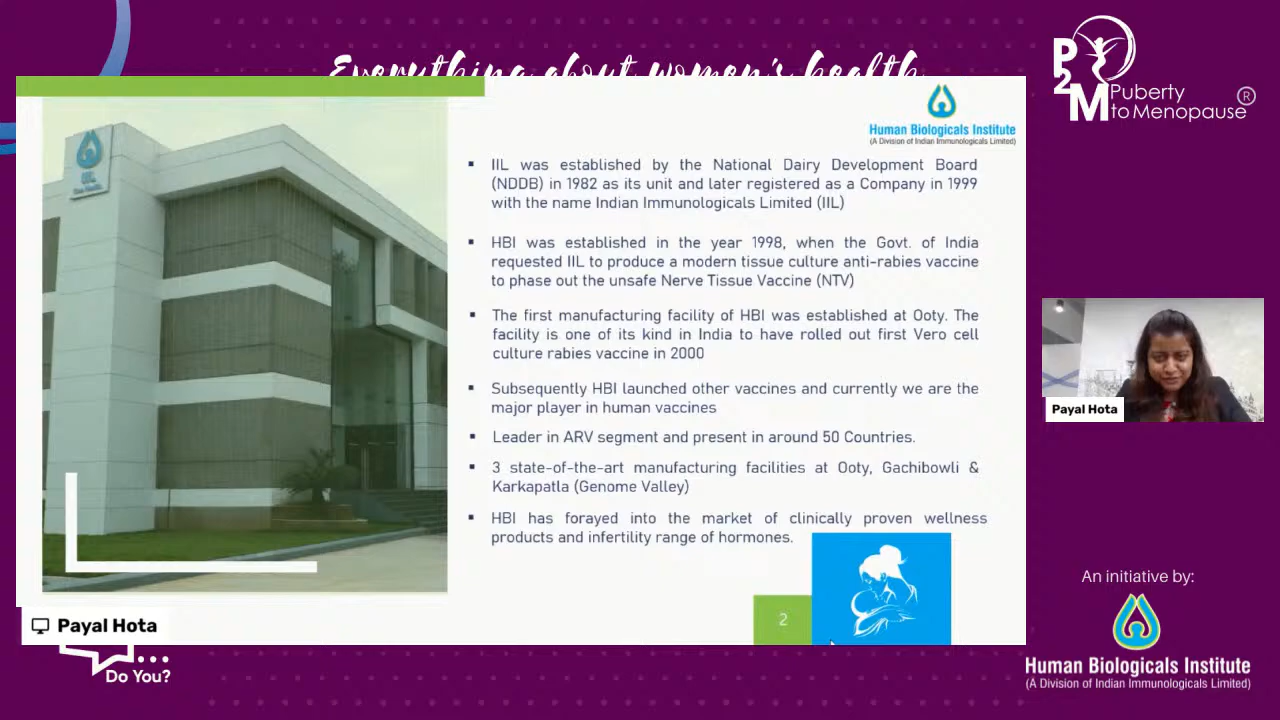 Everything about women's health
P2M Puberty to Menopause ®
Human Biologicals Institute
(A Division of Indian Immunologicals Limited)
IIL
▪ IIL was established by the National Dairy Development Board
(NDDB) in 1982 as its unit and later registered as a Company in 1999
with the name Indian Immunologicals Limited (IIL)
▪ HBI was established in the year 1998, when the Govt. of India
requested IIL to produce a modern tissue culture anti-rabies vaccine
to phase out the unsafe Nerve Tissue Vaccine (NTV)
▪ The first manufacturing facility of HBI was established at Ooty. The
facility is one of its kind in India to have rolled out first Vero cell
culture rabies vaccine in 2000
▪ Subsequently HBI launched other vaccines and currently we are the
major player in human vaccines
▪ Leader in ARV segment and present in around 50 Countries.
▪ 3 state-of-the-art manufacturing facilities at Ooty, Gachibowli &
Karkapatla (Genome Valley)
▪ HBI has forayed into the market of clinically proven wellness
products and infertility range of hormones.
2
Payal Hota
Payal Hota
Do You?
An initiative by:
Human Biologicals Institute
(A Division of Indian Immunologicals Limited)